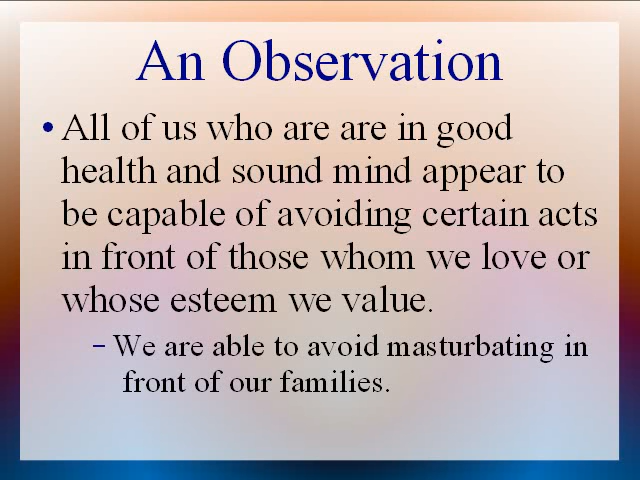 An Observation
• All of us who are are in good
health and sound mind appear to
be capable of avoiding certain acts
in front of those whom we love or
whose esteem we value.
– We are able to avoid masturbating in
front of our families.